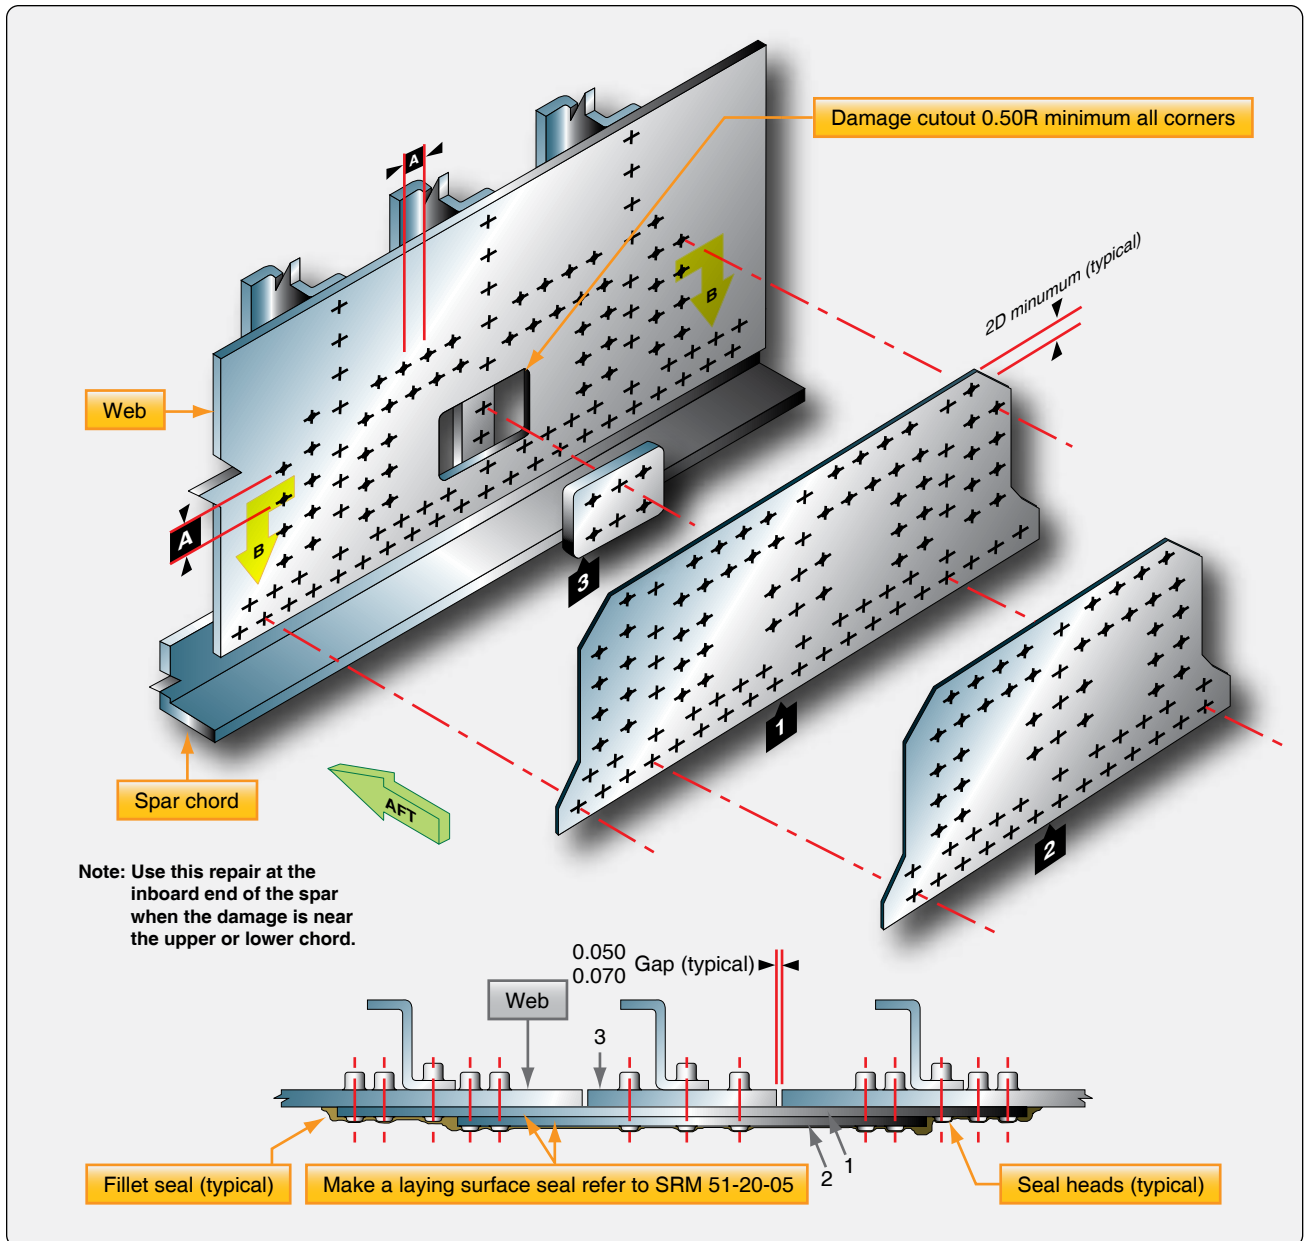 Damage cutout 0.50R minimum all corners
A
2D minumum (typical)
B
Web
A
B
3
1
2
Spar chord
AFT
Note: Use this repair at the
inboard end of the spar
when the damage is near
the upper or lower chord.
0.050
0.070
Gap (typical)
Web
3
1
2
Fillet seal (typical)
Make a laying surface seal refer to SRM 51-20-05
Seal heads (typical)